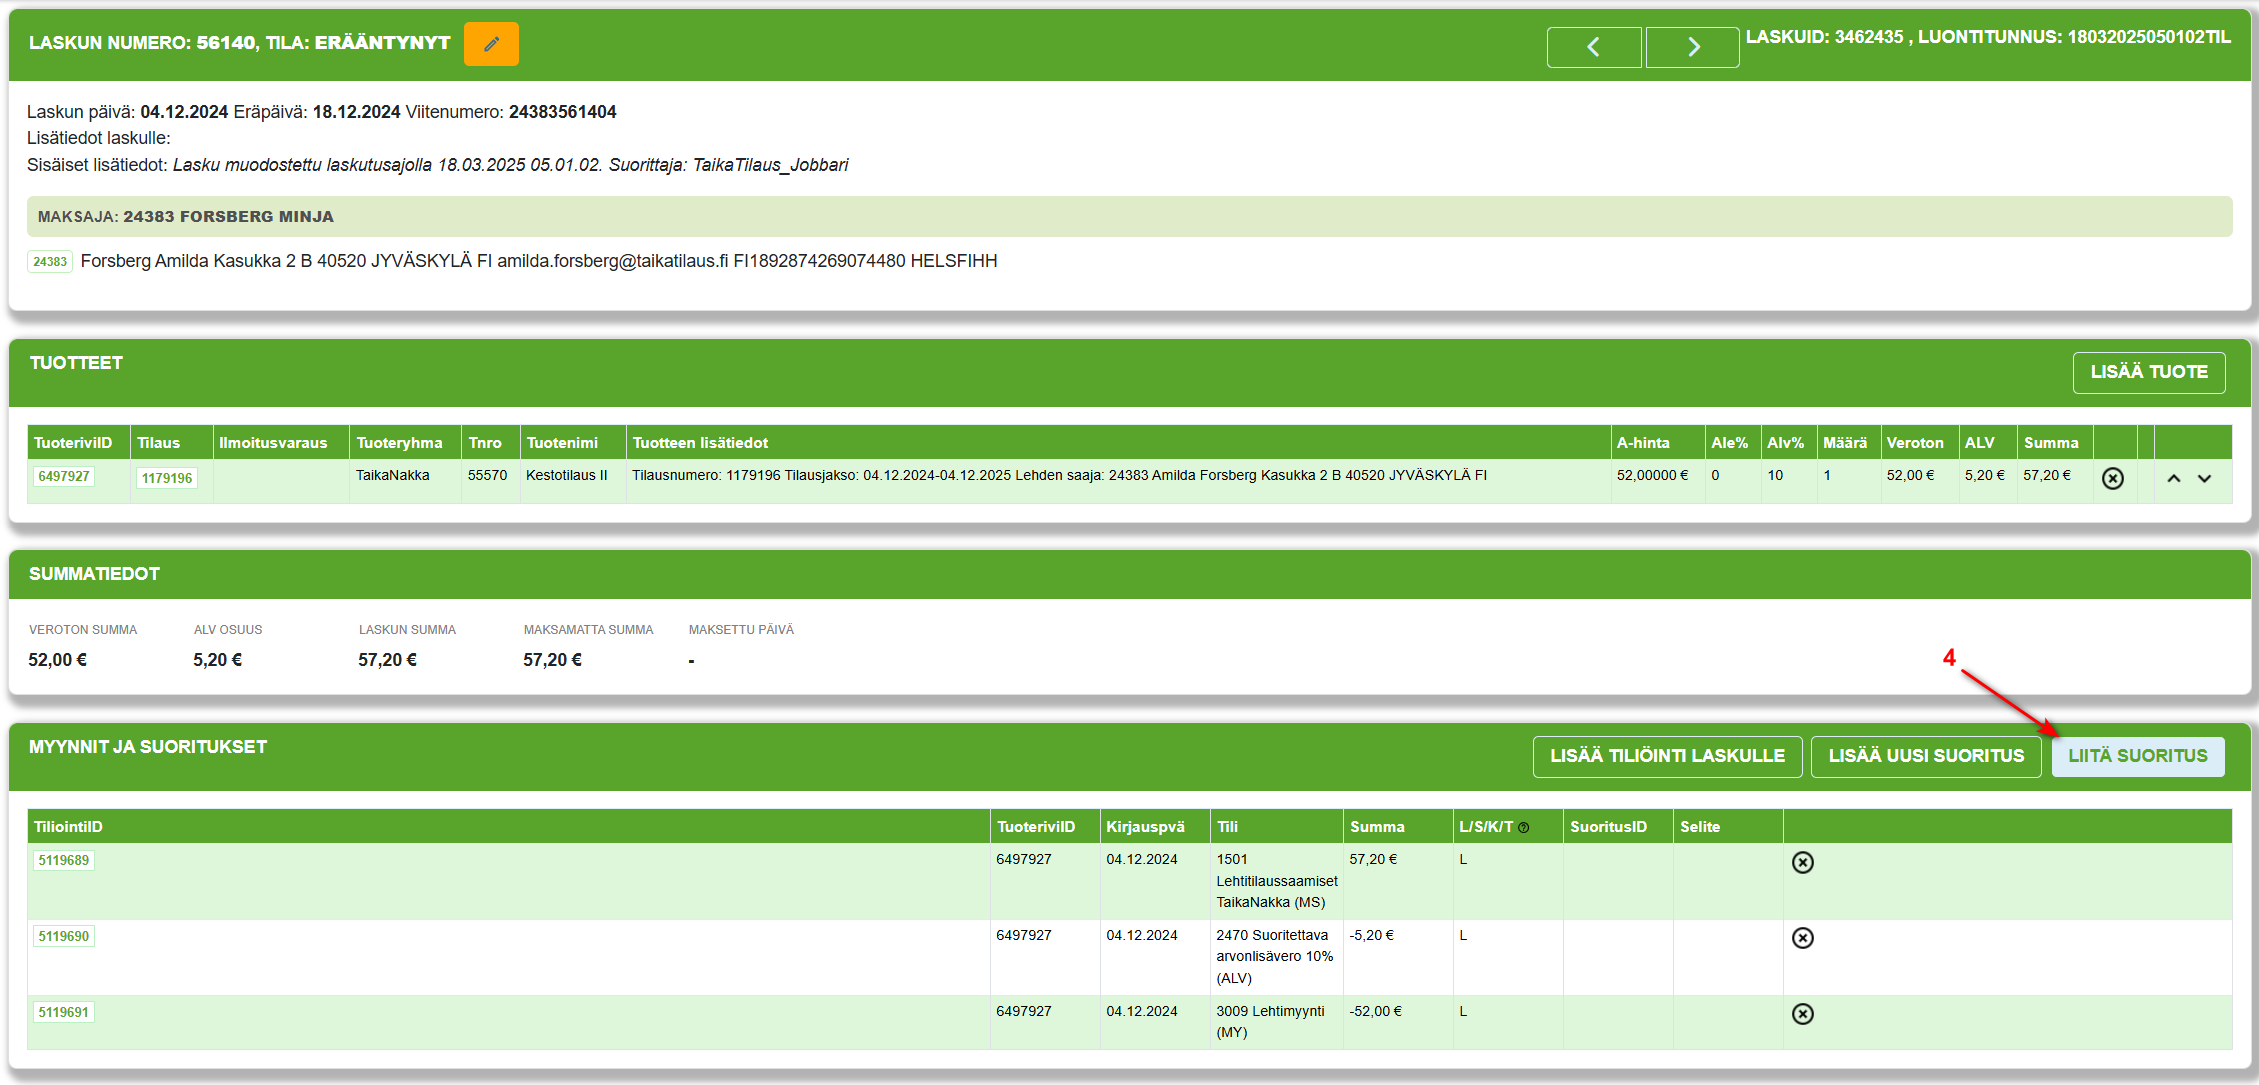 LASKUN NUMERO: 56140, TILA: ERÄÄNTYNYT
LASKUID: 3462435 , LUONTITUNNUS: 18032025050102TIL
Laskun päivä: 04.12.2024 Eräpäivä: 18.12.2024 Viitenumero: 24383561404
Lisätiedot laskulle:
Sisäiset lisätiedot: Lasku muodostettu laskutusajolla 18.03.2025 05.01.02. Suorittaja: TaikaTilaus_Jobbari
MAKSAJA: 24383 FORSBERG MINJA
24383 Forsberg Amilda Kasukka 2 B 40520 JYVÄSKYLÄ FI amilda.forsberg@taikatilaus.fi FI1892874269074480 HELSFIHH
TUOTTEET
LISÄÄ TUOTE
TuoteriviID Tilaus Ilmoitusvaraus Tuoteryhma Tnro Tuotenimi Tuotteen lisätiedot A-hinta Ale% Alv% Määrä Veroton ALV Summa
6497927 1179196 TaikaNakka 55570 Kestotilaus II Tilausnumero: 1179196 Tilausjakso: 04.12.2024-04.12.2025 Lehden saaja: 24383 Amilda Forsberg Kasukka 2 B 40520 JYVÄSKYLÄ FI 52,00000 € 0 10 1 52,00 € 5,20 € 57,20 €
SUMMATIEDOT
VEROTON SUMMA ALV OSUUS LASKUN SUMMA MAKSAMATTA SUMMA MAKSETTU PÄIVÄ
52,00 € 5,20 € 57,20 € 57,20 € -
4
MYYNNIT JA SUORITUKSET
LISÄÄ TILIÖINTI LASKULLE LISÄÄ UUSI SUORITUS LIITÄ SUORITUS
TiliointiID TuoteriviID Kirjauspvä Tili Summa L/S/K/T SuoritusID Selite
5119689 6497927 04.12.2024 1501 57,20 € L
Lehtitilaussaamiset
TaikaNakka (MS)
5119690 6497927 04.12.2024 2470 Suoritettava -5,20 € L
arvonlisävero 10%
(ALV)
5119691 6497927 04.12.2024 3009 Lehtimyynti -52,00 € L
(MY)